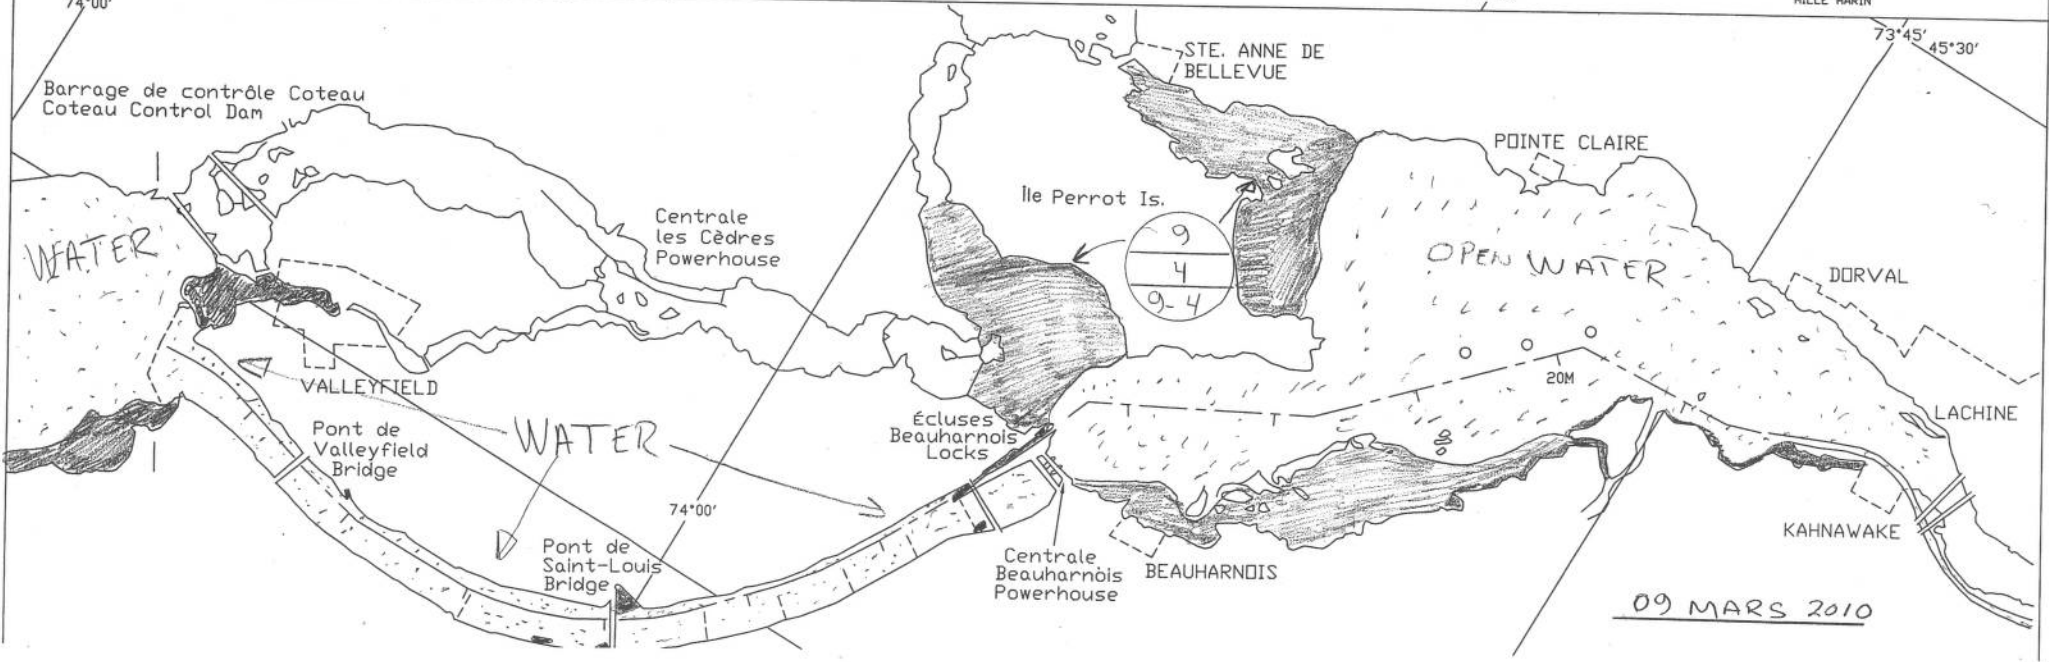 74°00'
MILLE MARIN
73°45'
45°30'
STE. ANNE DE
BELLEVUE
Barrage de contrôle Coteau
Coteau Control Dam
POINTE CLAIRE
Île Perrot Is.
Centrale
les Cèdres
Powerhouse
9
4
9-4
WATER
OPEN WATER
DORVAL
VALLEYFIELD
20M
LACHINE
Écluses
Beauharnois
Locks
Pont de
Valleyfield
Bridge
WATER
74°00'
KAHNAWAKE
Pont de
Saint-Louis
Bridge
Centrale
Beauharnois
Powerhouse
BEAUHARNOIS
09 MARS 2010